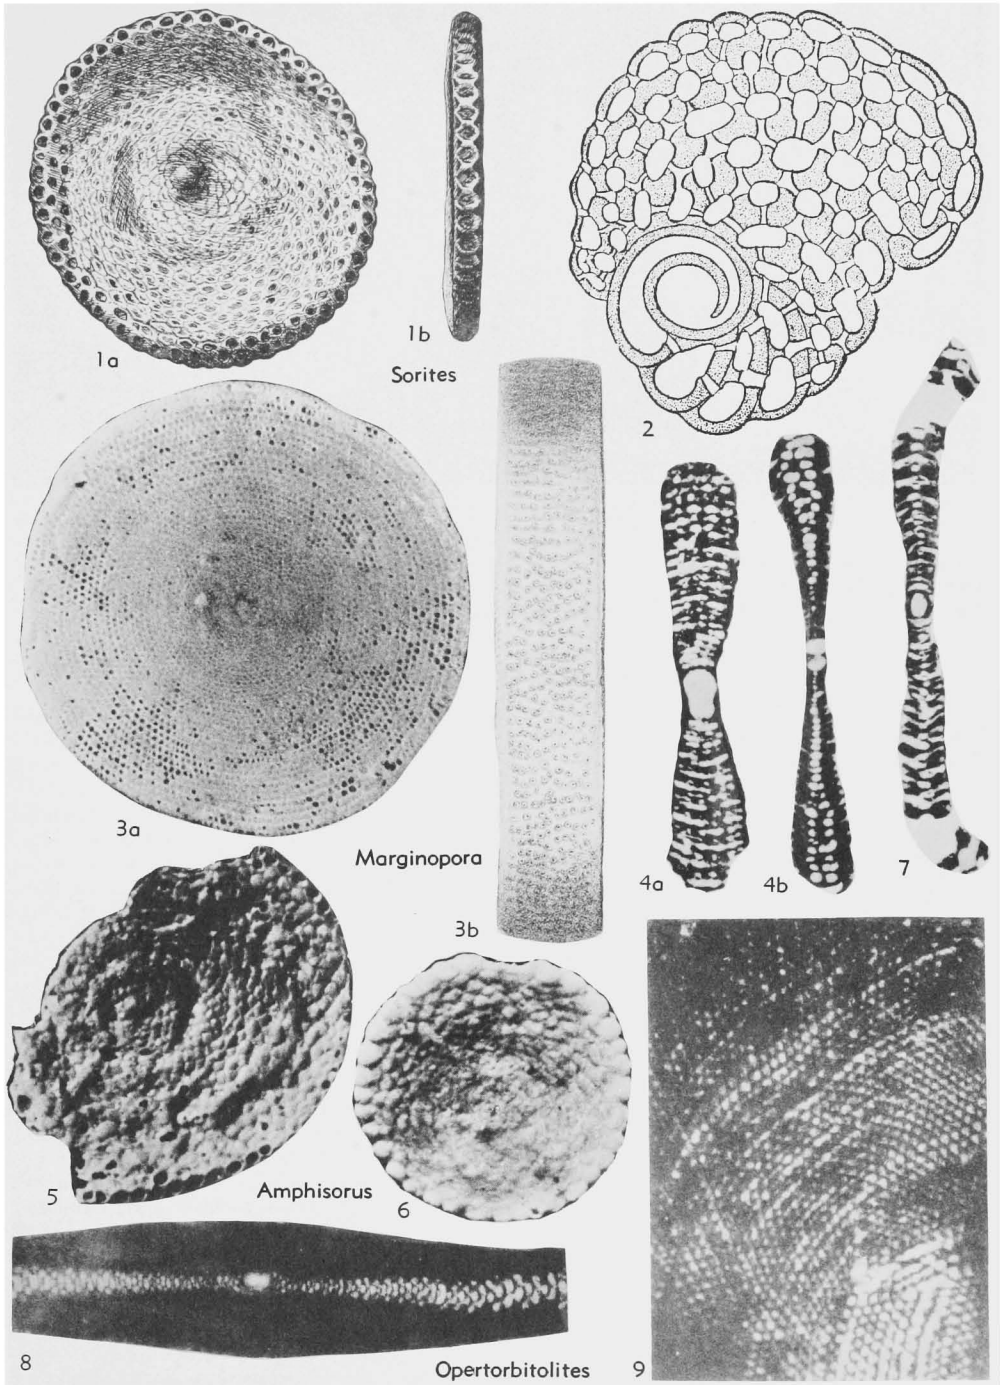 1a
1b
Sorites
2
3a
Marginopora
3b
4a
4b
7
5
Amphisorus
6
8
Opertorbitolites
9